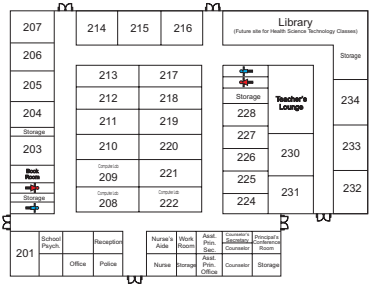 207
214
215
216
Library
(Future site for Health Science Technology Classes)
206
Storage
205
213
217
212
218
Storage
Teacher's
Lounge
234
204
211
219
228
Storage
227
203
210
220
230
233
226
Book
Room
Computer Lab
209
221
225
Storage
Computer Lab
208
Computer Lab
222
224
231
232
201
School
Psych.
Reception
Office
Police
Nurse's
Aide
Work
Room
Asst.
Prin.
Sec.
Counselor's
Secretary
Counselor
Principal's
Conference
Room
Nurse
Storage
Asst.
Prin.
Office
Counselor
Storage